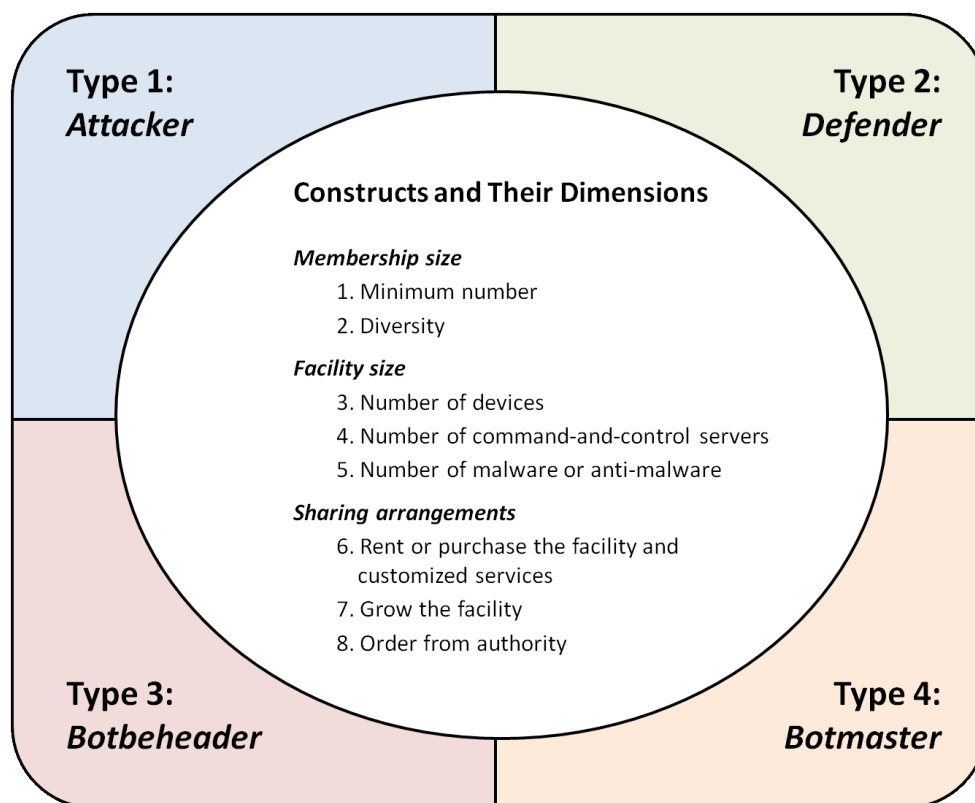 Type 1:
Attacker
Type 2:
Defender
Constructs and Their Dimensions
Membership size
1. Minimum number
2. Diversity
Facility size
3. Number of devices
4. Number of command-and-control servers
5. Number of malware or anti-malware
Sharing arrangements
6. Rent or purchase the facility and
customized services
7. Grow the facility
8. Order from authority
Type 3:
Botbeheader
Type 4:
Botmaster